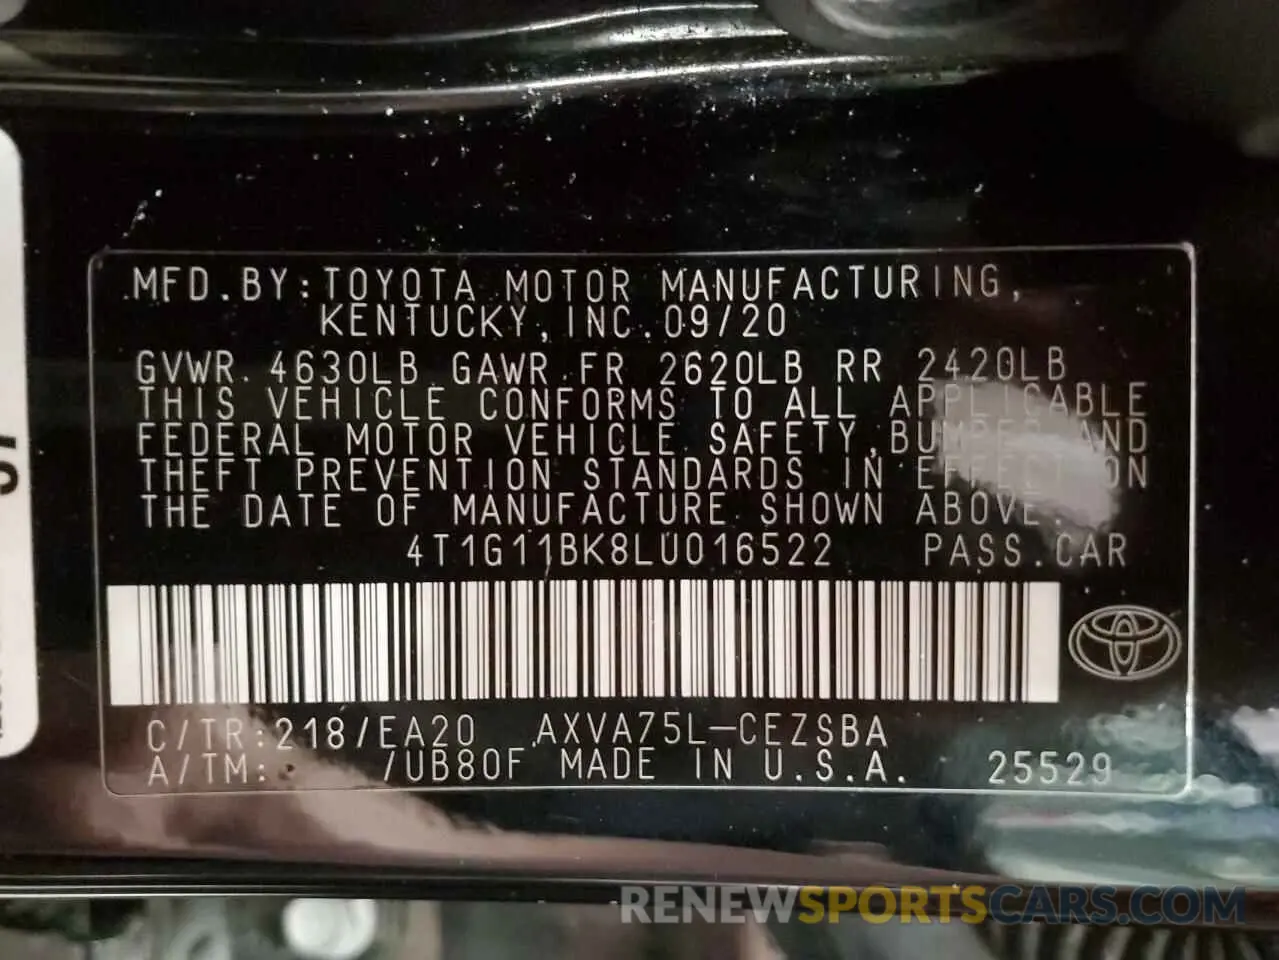 MFD.BY:TOYOTA MOTOR MANUFACTURING,
KENTUCKY,INC.09/20
GVWR 4630LB GAWR FR 2620LB RR 2420LB
THIS VEHICLE CONFORMS TO ALL APPLICABLE
FEDERAL MOTOR VEHICLE SAFETY,BUMPER AND
THEFT PREVENTION STANDARDS IN EFFECT ON
THE DATE OF MANUFACTURE SHOWN ABOVE.
4T1G11BK8LU016522 PASS.CAR
C/TR:218/EA20 AXVA75L-CEZSBA
A/TM: /UB80F MADE IN U.S.A. 25529
RENEWSPORTSCARS.COM